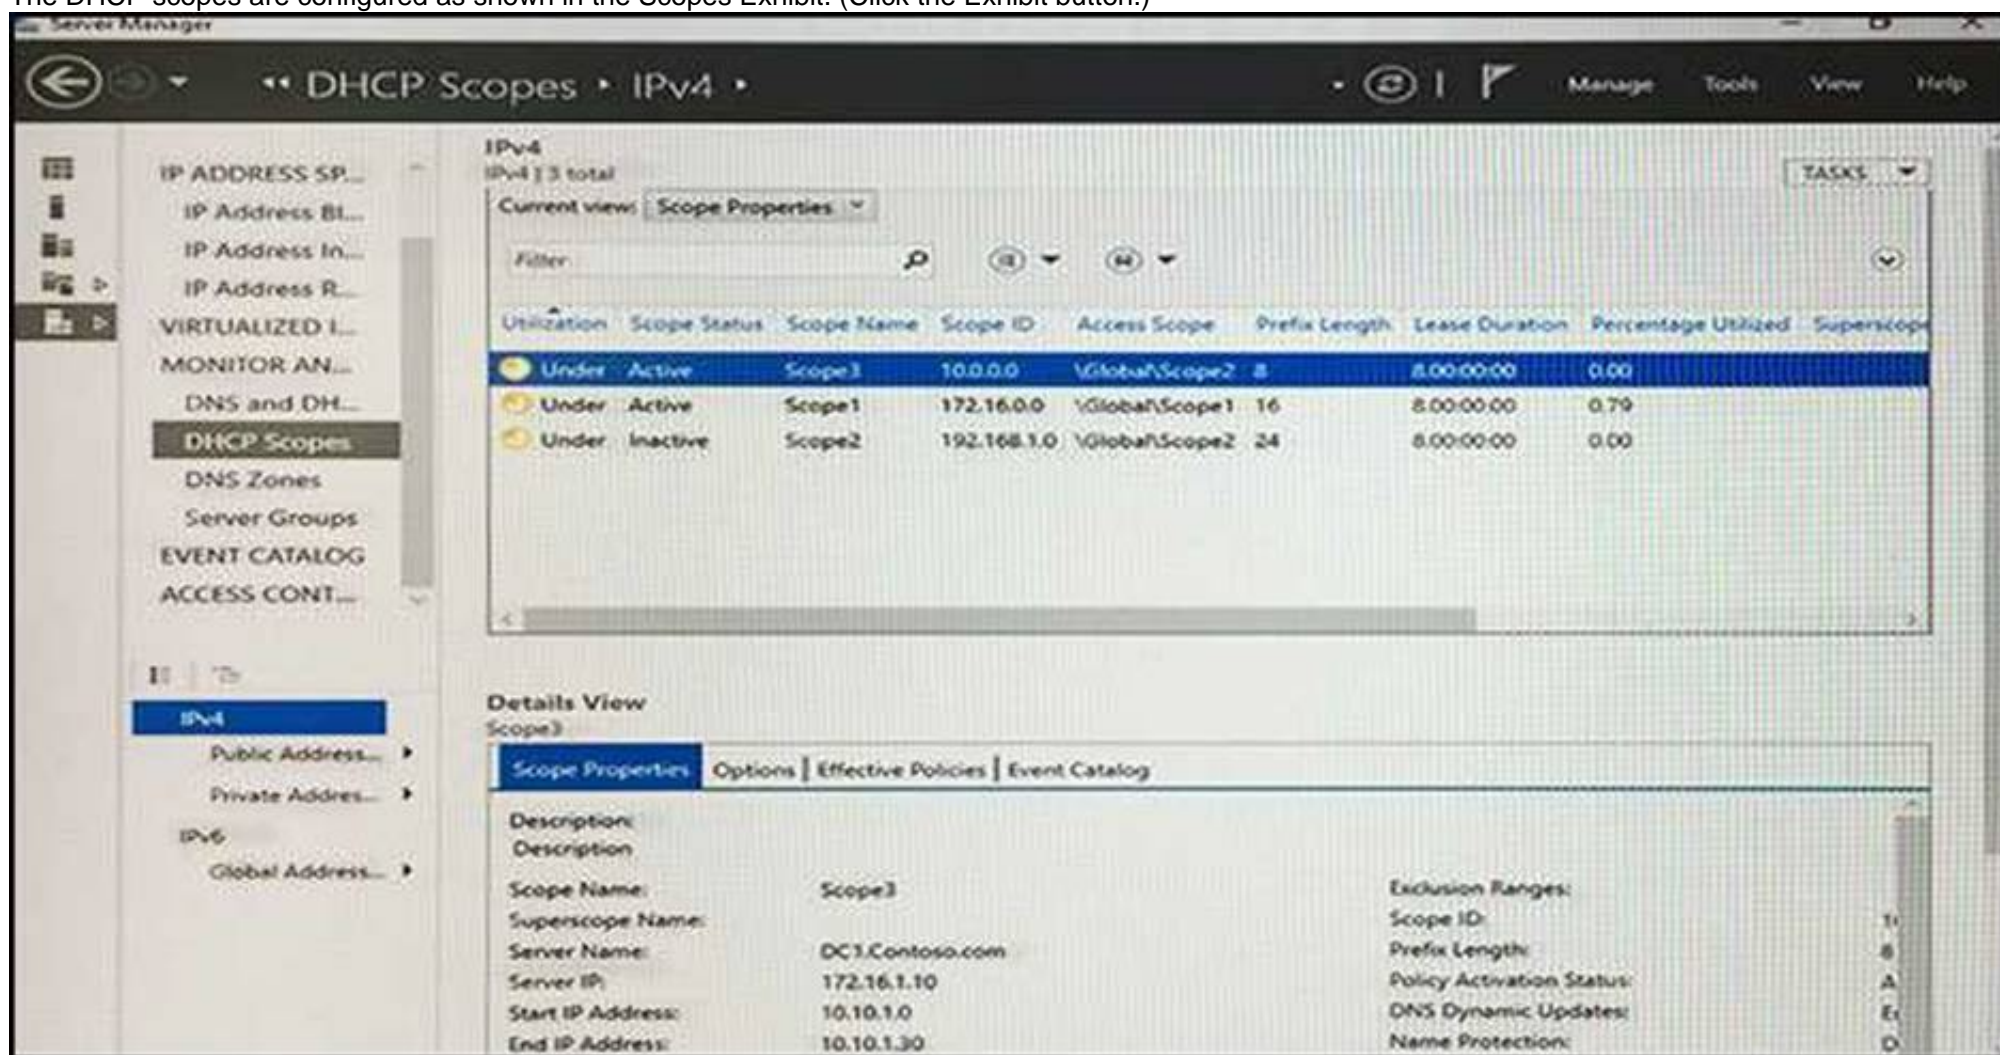 The DHCP scopes are configured as shown in the Scopes Exhibit. (Click the Exhibit button.)
Server Manager
DHCP Scopes IPv4
Manage Tools View Help
IP ADDRESS SP...
IP Address Bl...
IP Address In...
IP Address R...
VIRTUALIZED I...
MONITOR AN...
DNS and DH...
DHCP Scopes
DNS Zones
Server Groups
EVENT CATALOG
ACCESS CONT...
IPv4
Public Address...
Private Addres...
IPv6
Global Address...
IPv4
IPv4 | 3 total
TASKS
Current view: Scope Properties
Filter
Utilization Scope Status Scope Name Scope ID Access Scope Prefix Length Lease Duration Percentage Utilized Superscope
Under Active Scope3 10.0.0.0 \Global\Scope2 8 8.00:00:00 0.00
Under Active Scope1 172.16.0.0 \Global\Scope1 16 8.00:00:00 0.79
Under Inactive Scope2 192.168.1.0 \Global\Scope2 24 8.00:00:00 0.00
Details View
Scope3
Scope Properties Options Effective Policies Event Catalog
Description:
Description
Scope Name: Scope3 Exclusion Ranges:
Superscope Name: Scope ID: 1
Server Name: Prefix Length: 8
Server IP: 172.16.1.10 Policy Activation Status: A
Start IP Address: 10.10.1.0 DNS Dynamic Updates: E
End IP Address: 10.10.1.30 Name Protection: D